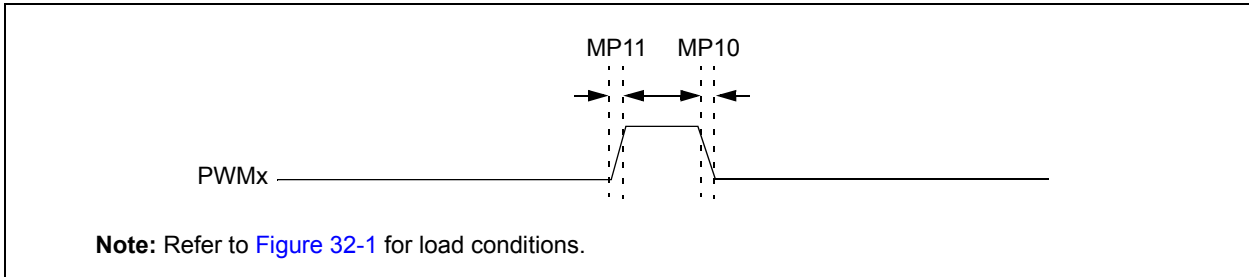 MP11 MP10
PWMx
Note: Refer to Figure 32-1 for load conditions.